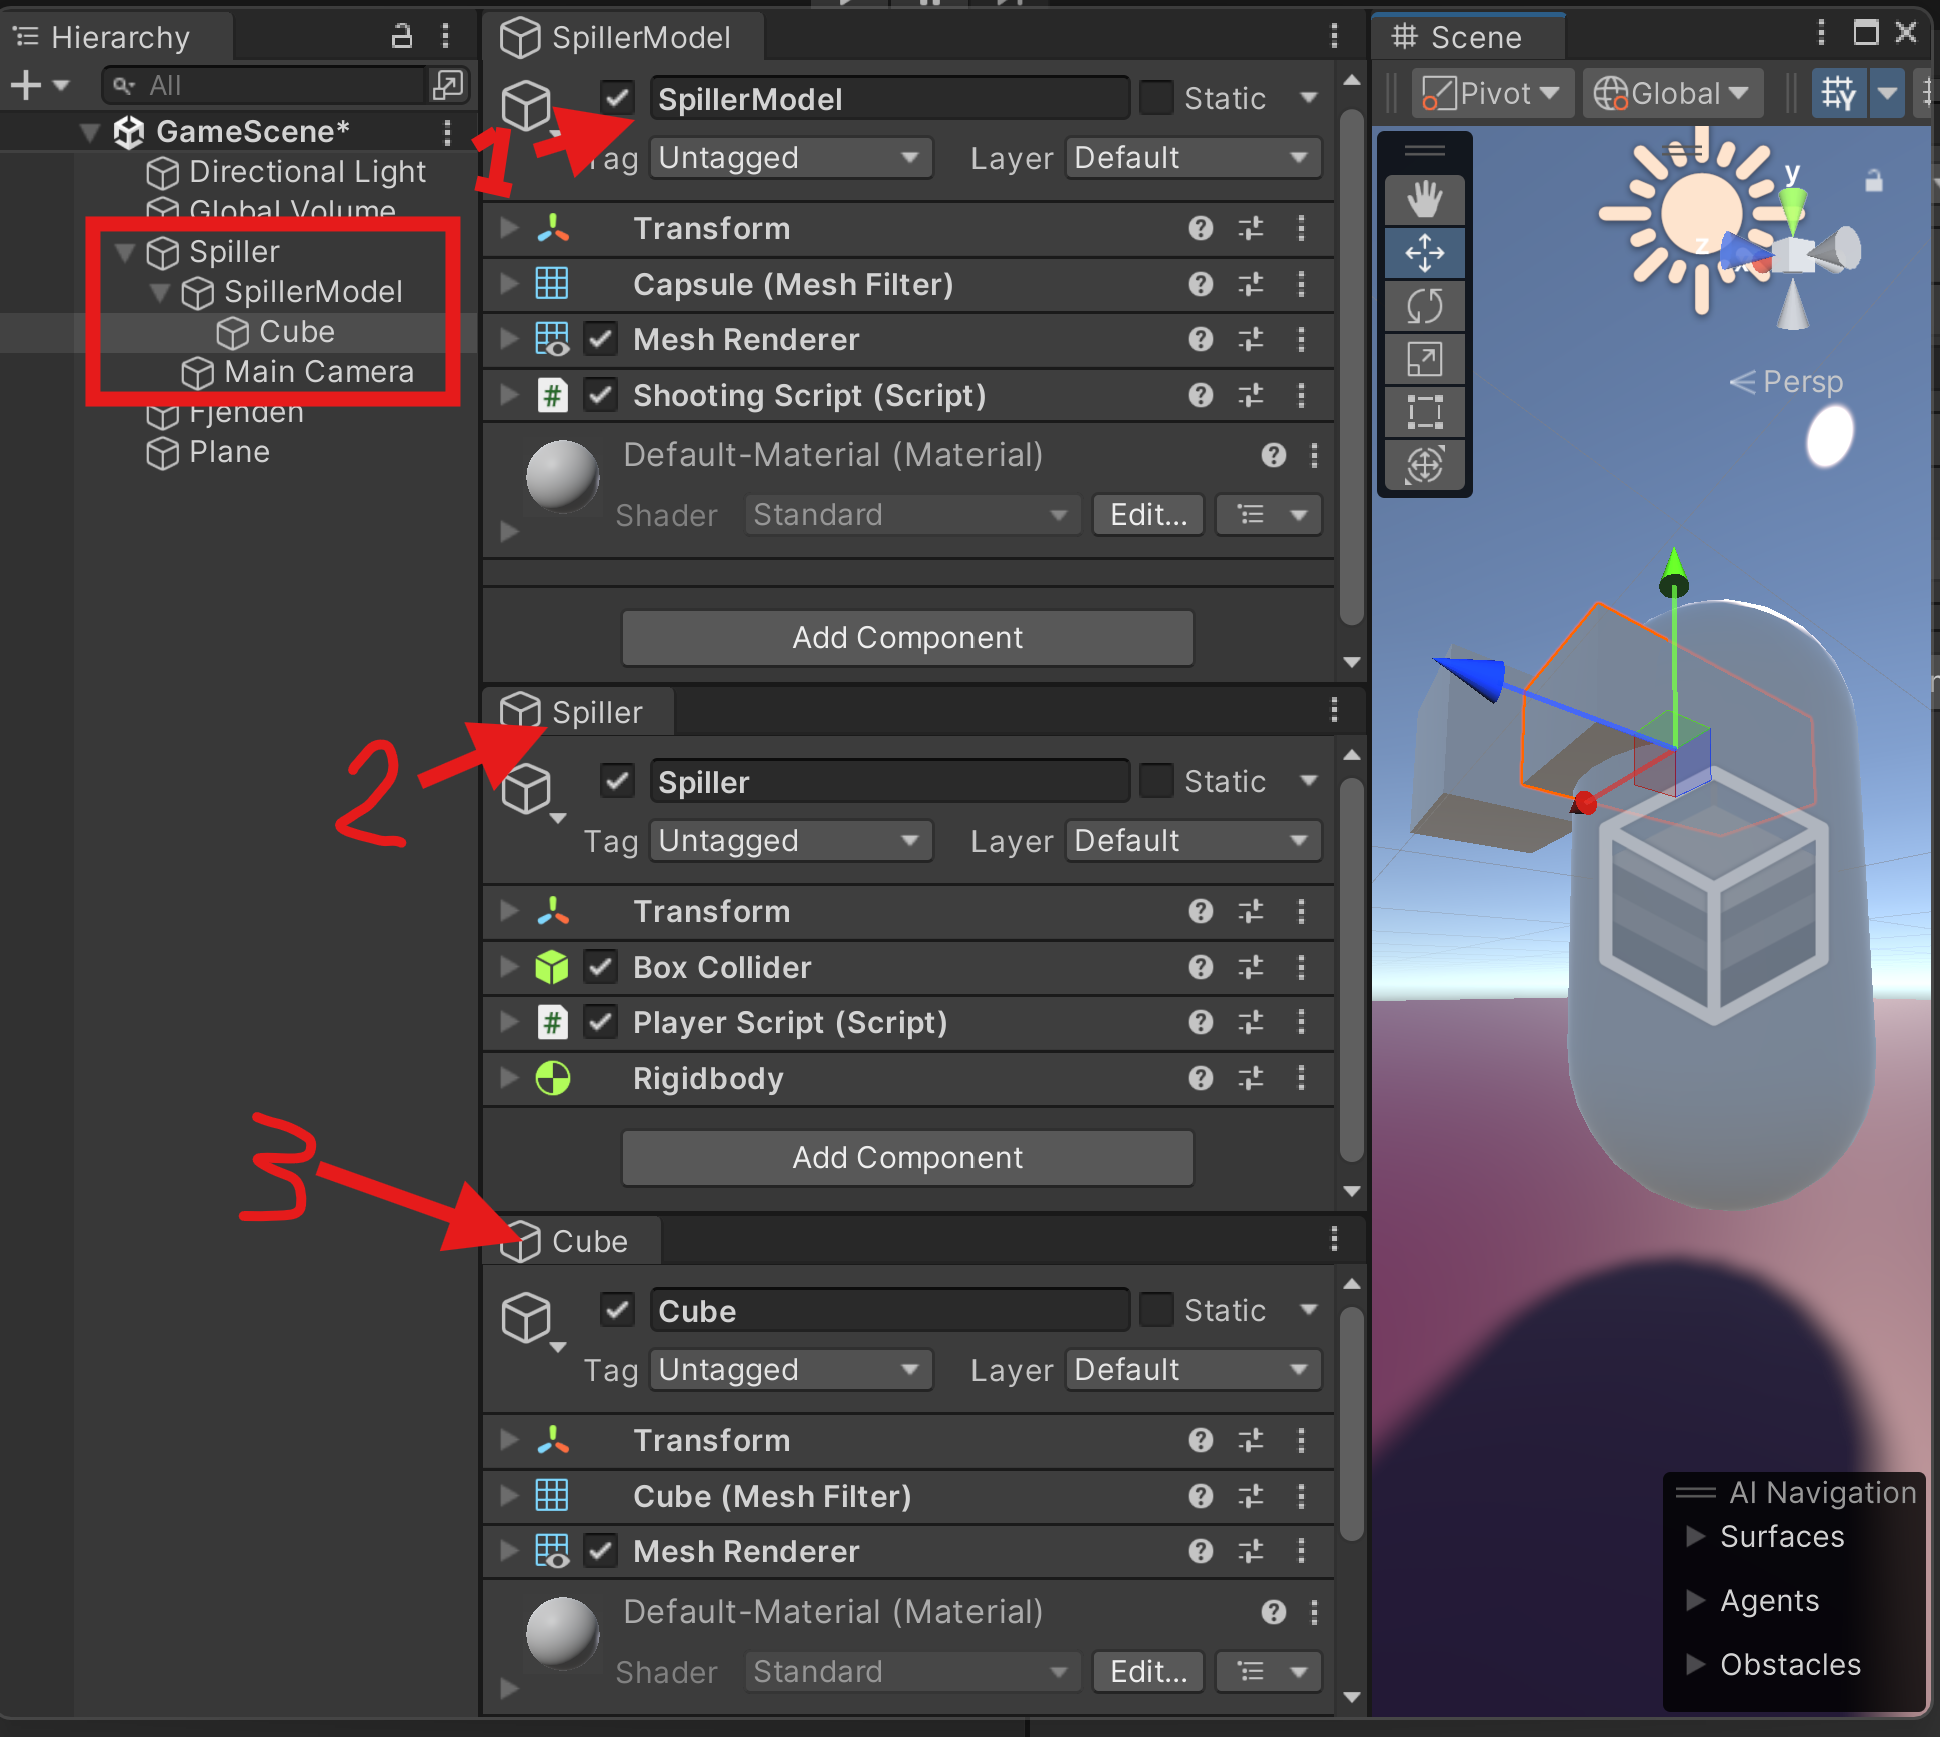 Hierarchy
All
GameScene*
Directional Light
Global Volume
Spiller
SpillerModel
Cube
Main Camera
Fjenden
Plane
1
2
3
SpillerModel
SpillerModel
Static
Tag Untagged Layer Default
Transform
Capsule (Mesh Filter)
Mesh Renderer
# Shooting Script (Script)
Default-Material (Material)
Shader Standard Edit...
Add Component
Spiller
Spiller
Static
Tag Untagged Layer Default
Transform
Box Collider
# Player Script (Script)
Rigidbody
Add Component
Cube
Cube
Static
Tag Untagged Layer Default
Transform
Cube (Mesh Filter)
Mesh Renderer
Default-Material (Material)
Shader Standard Edit...
Scene
Pivot Global Y
y
z
x
Persp
AI Navigation
Surfaces
Agents
Obstacles